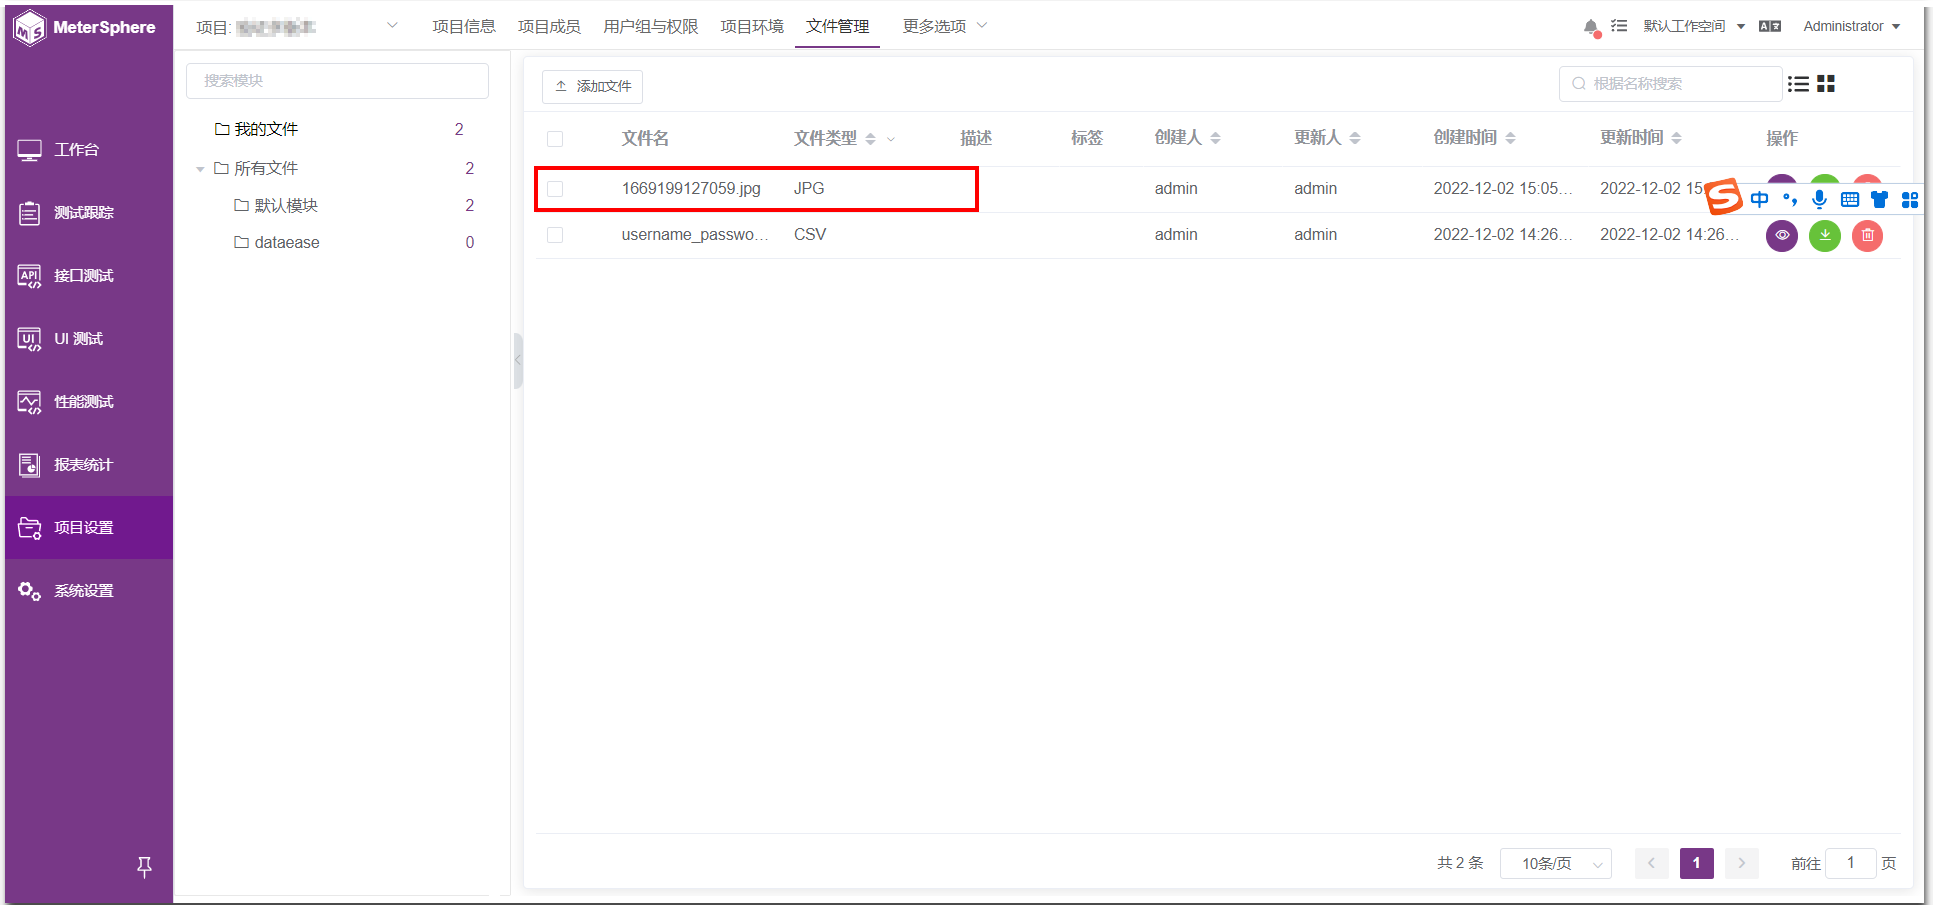 MeterSphere
项目:
项目信息
项目成员
用户组与权限
项目环境
文件管理
更多选项
默认工作空间
Administrator
工作台
测试跟踪
接口测试
UI 测试
性能测试
报表统计
项目设置
系统设置
搜索模块
我的文件 2
所有文件 2
默认模块 2
dataease 0
添加文件
根据名称搜索
文件名 文件类型 描述 标签 创建人 更新人 创建时间 更新时间 操作
1669199127059.jpg JPG admin admin 2022-12-02 15:05... 2022-12-02 15
中
username_passwo... CSV admin admin 2022-12-02 14:26... 2022-12-02 14:26...
共 2 条 10条/页 1 前往 1 页